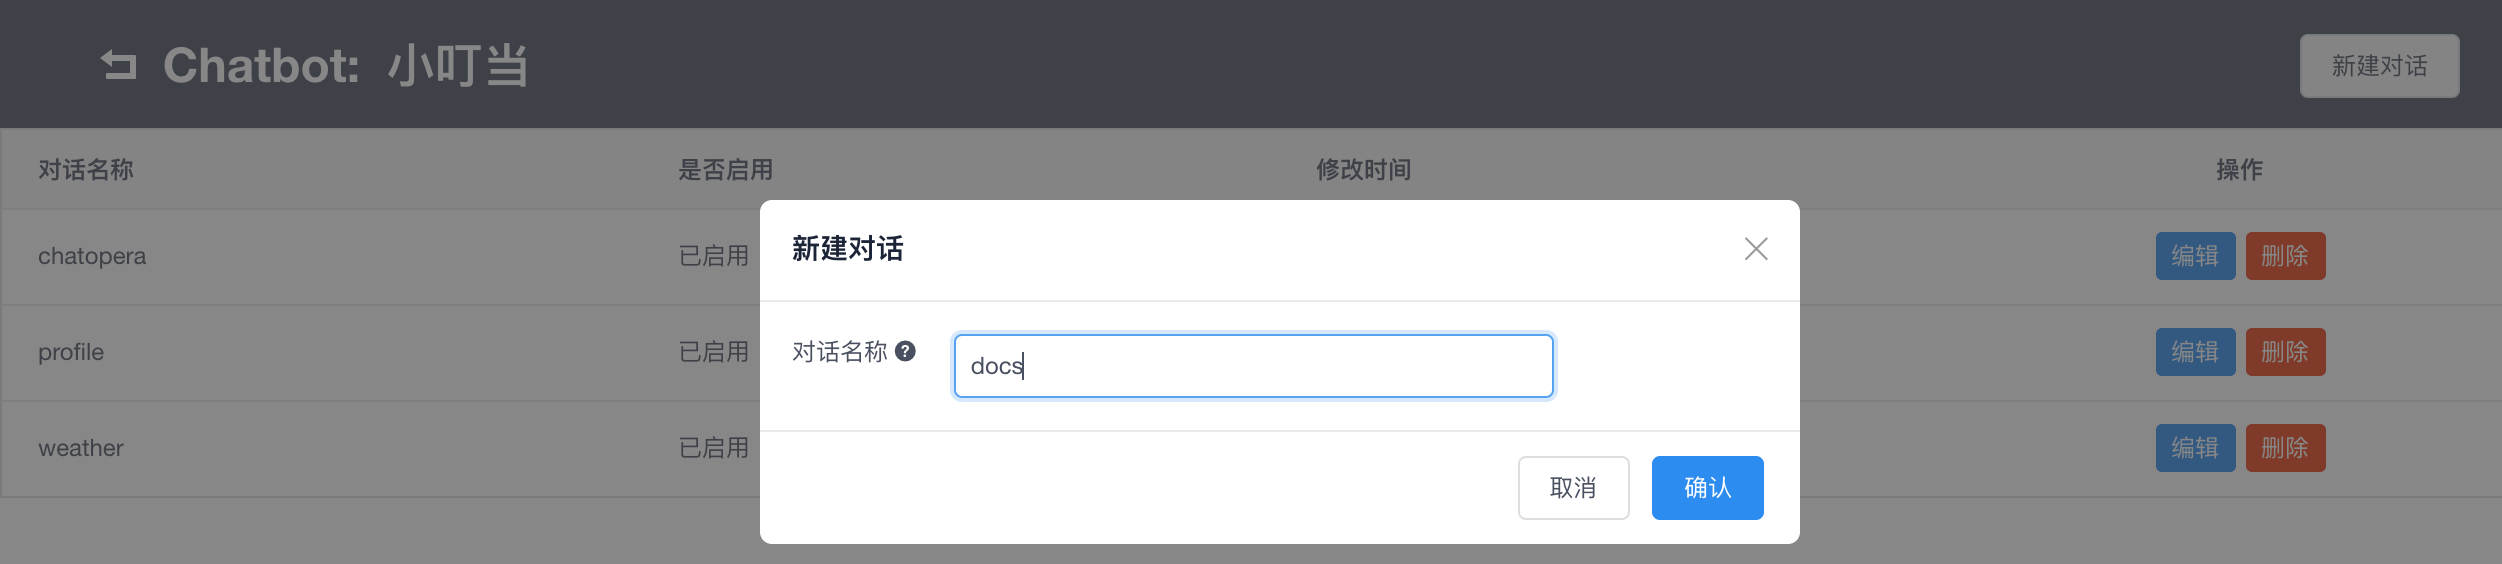 Chatbot: 小叮当
新建对话
对话名称 是否启用 修改时间 操作
chatopera 已启用 编辑 删除
profile 已启用 编辑 删除
weather 已启用 编辑 删除
新建对话
对话名称 ? docs
取消 确认